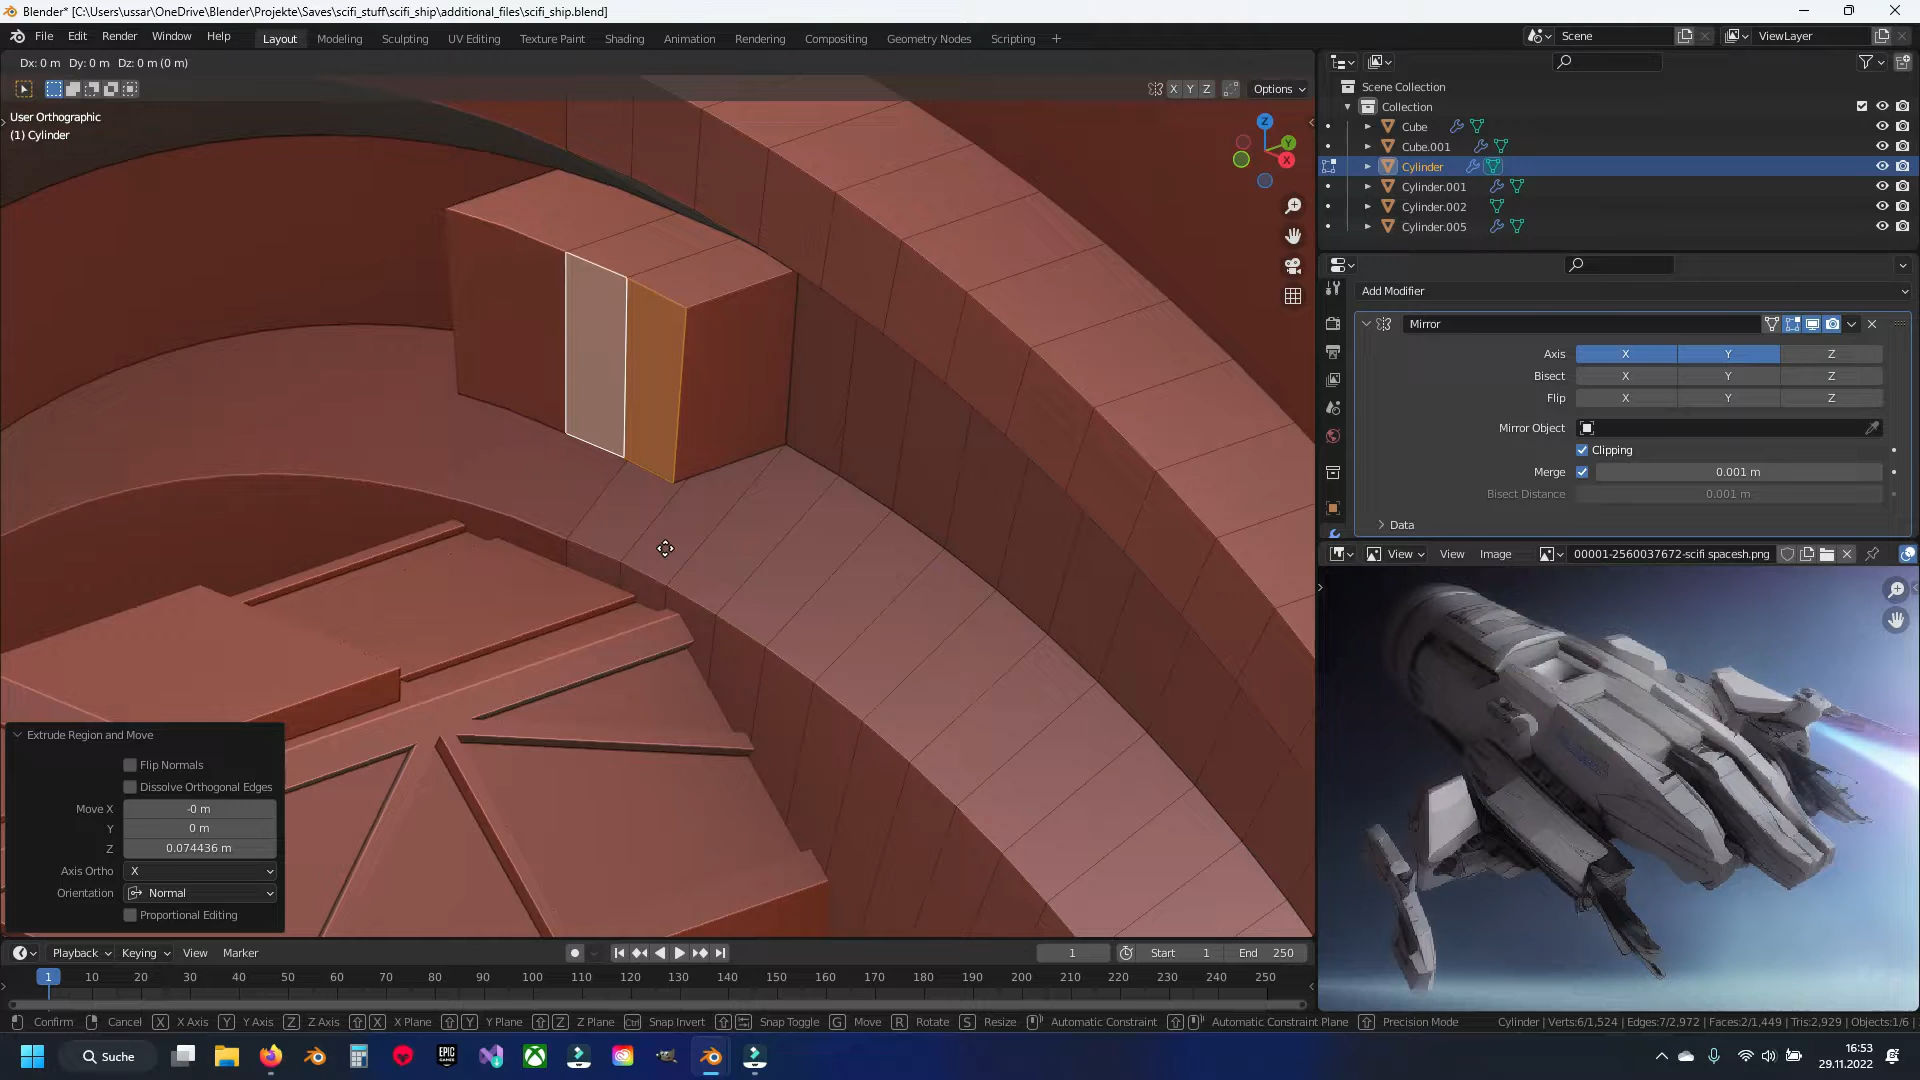 Blender* [C:\Users\ussar\OneDrive\Blender\Projekte\Saves\scifi_stuff\scifi_ship\additional_files\scifi_ship.blend]
File Edit Render Window Help Layout Modeling Sculpting UV Editing Texture Paint Shading Animation Rendering Compositing Geometry Nodes Scripting + Scene ViewLayer
Dx: 0 m Dy: 0 m Dz: 0 m (0 m)
X Y Z Options
User Orthographic
(1) Cylinder
Z
Y
X
Scene Collection
Collection
Cube
Cube.001
Cylinder
Cylinder.001
Cylinder.002
Cylinder.005
Add Modifier
Mirror
Axis X Y Z
Bisect X Y Z
Flip X Y Z
Mirror Object
Clipping
Merge 0.001 m
Bisect Distance 0.001 m
Data
View View Image 00001-2560037672-scifi spacesh.png
Extrude Region and Move
Flip Normals
Dissolve Orthogonal Edges
Move X -0 m
Y 0 m
Z 0.074436 m
Axis Ortho X
Orientation Normal
Proportional Editing
Playback Keying View Marker 1 Start 1 End 250
1 10 20 30 40 50 60 70 80 90 100 110 120 130 140 150 160 170 180 190 200 210 220 230 240 250
Confirm Cancel X X Axis Y Y Axis Z Z Axis X X Plane Y Y Plane Z Z Plane Ctrl Snap Invert Snap Toggle G Move R Rotate S Resize Automatic Constraint Automatic Constraint Plane Precision Mode Cylinder | Verts:6/1,524 | Edges:7/2,972 | Faces:2/1,449 | Tris:2,929 | Objects:1/6
Suche
EPIC GAMES
16:53
29.11.2022